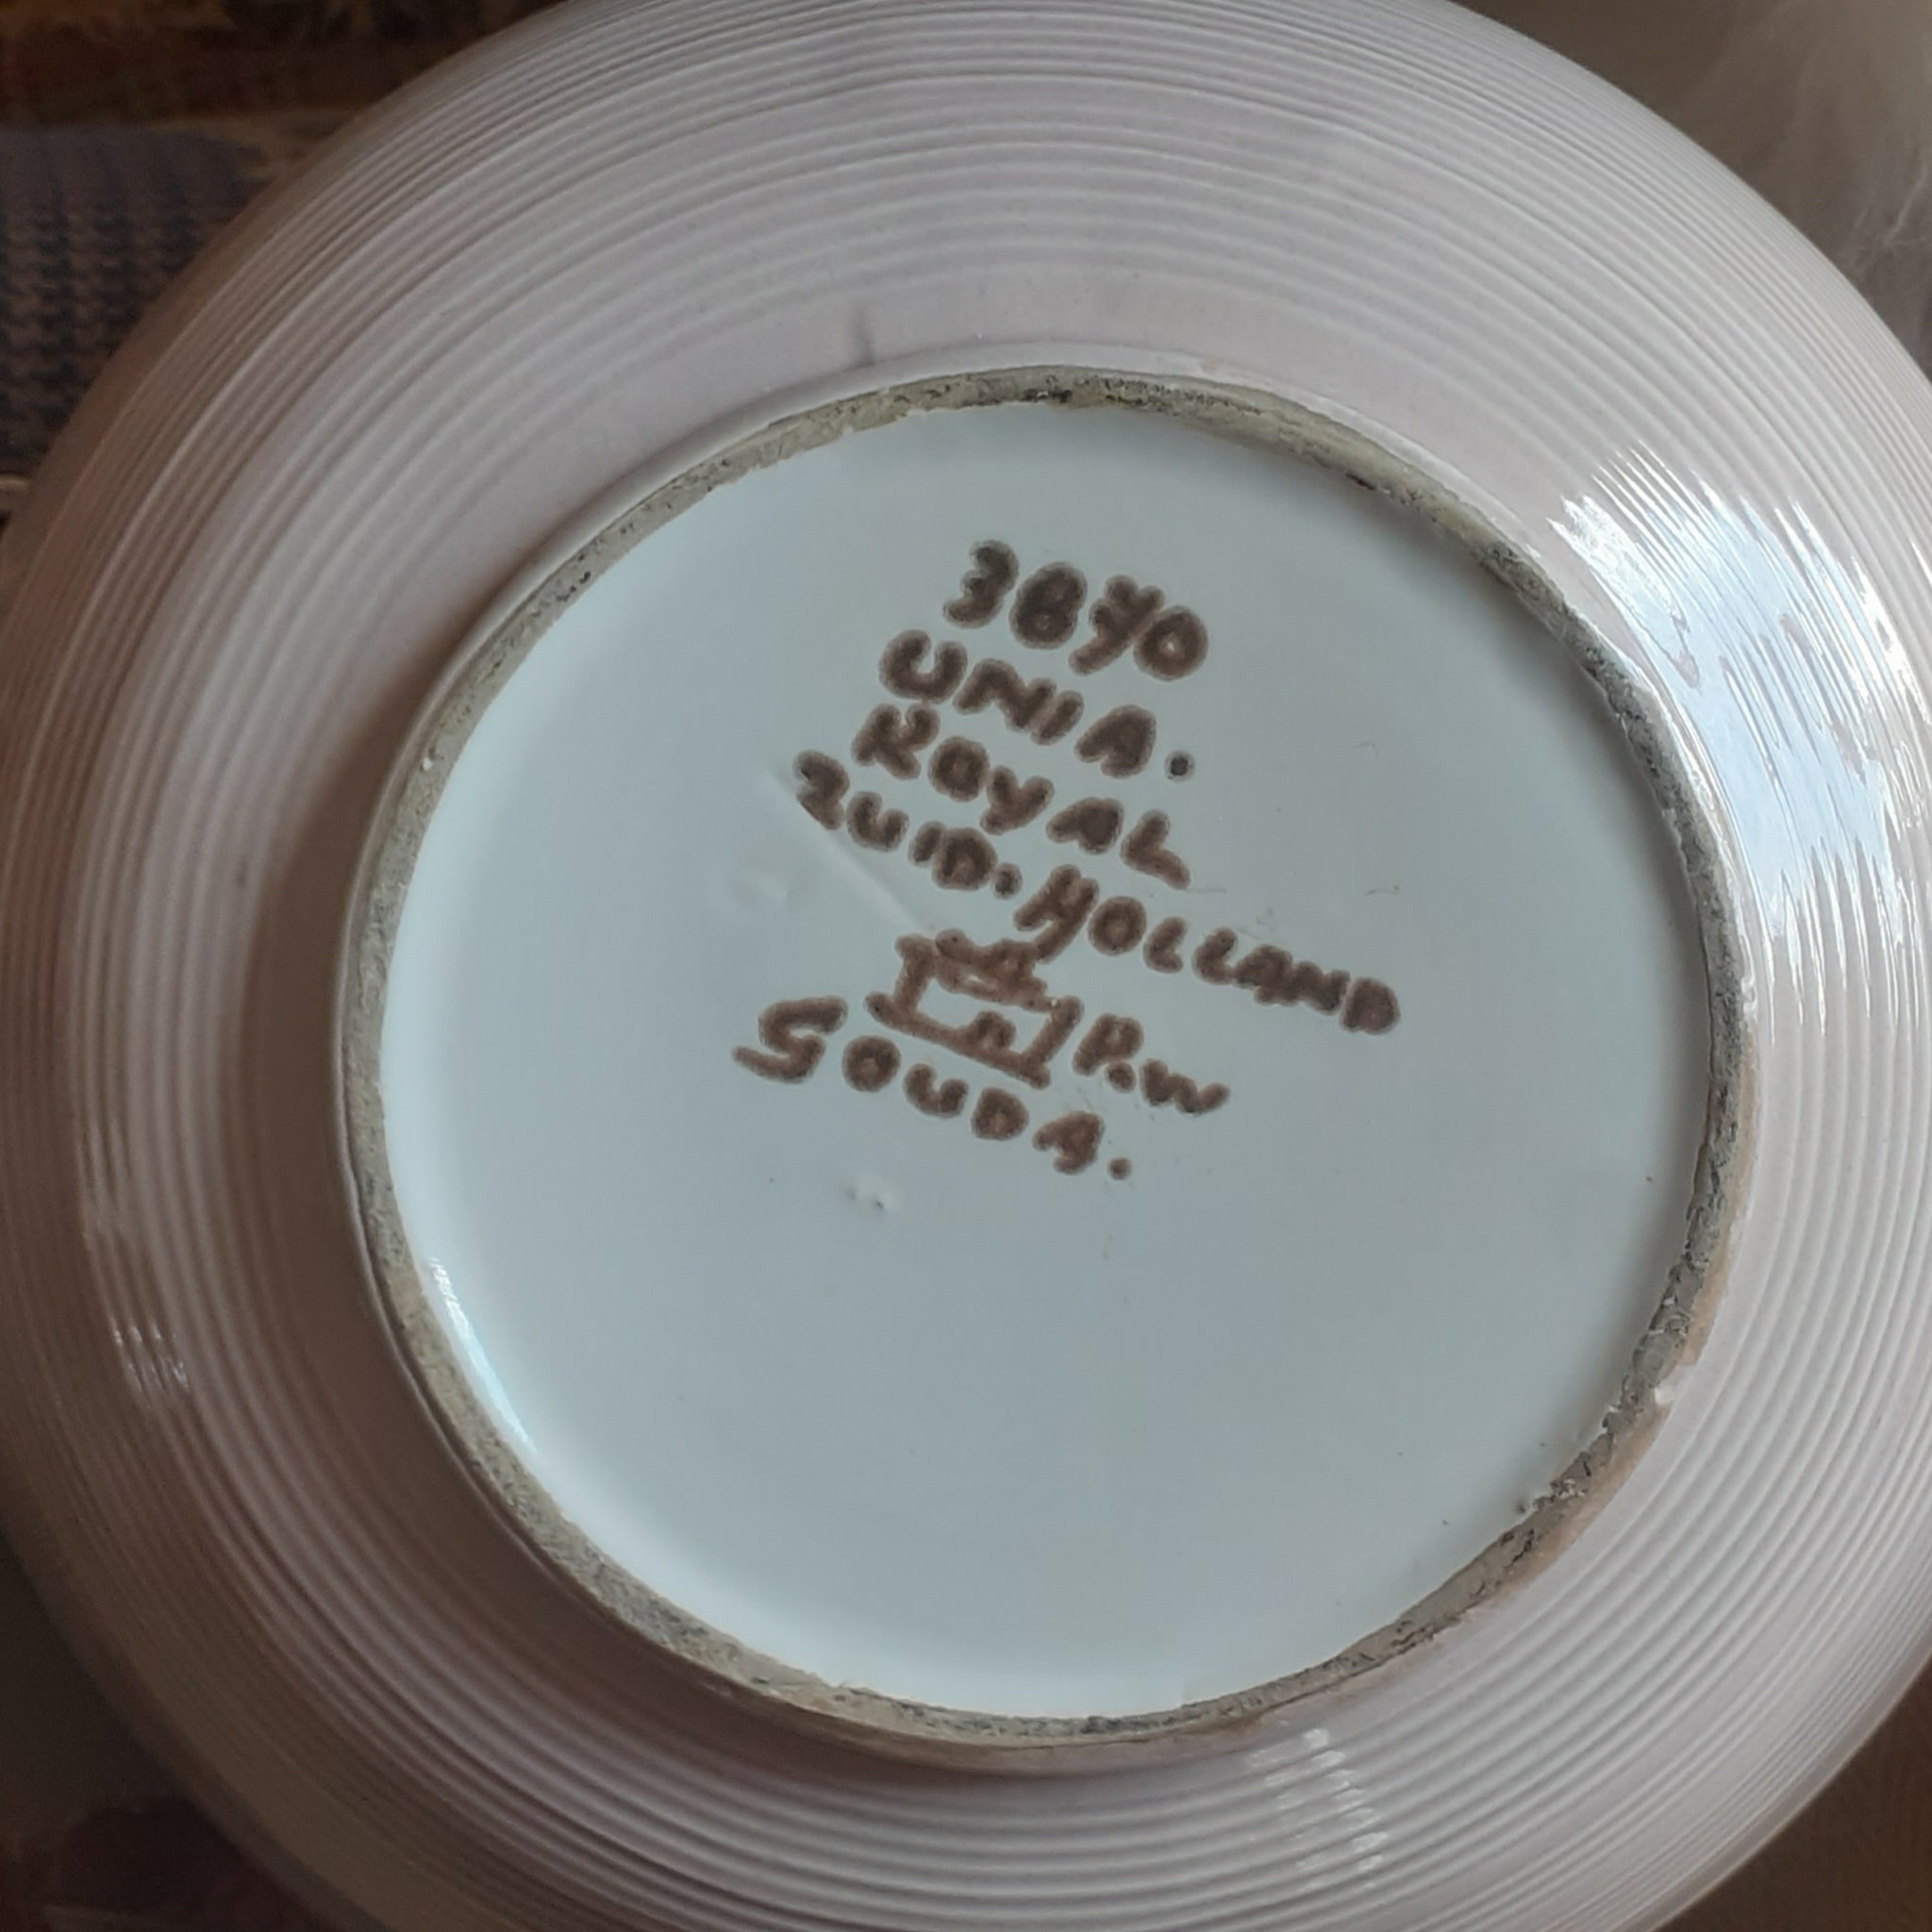 3870
UNIA.
ROYAL
ZUID. HOLLAND
P.W
GOUDA.